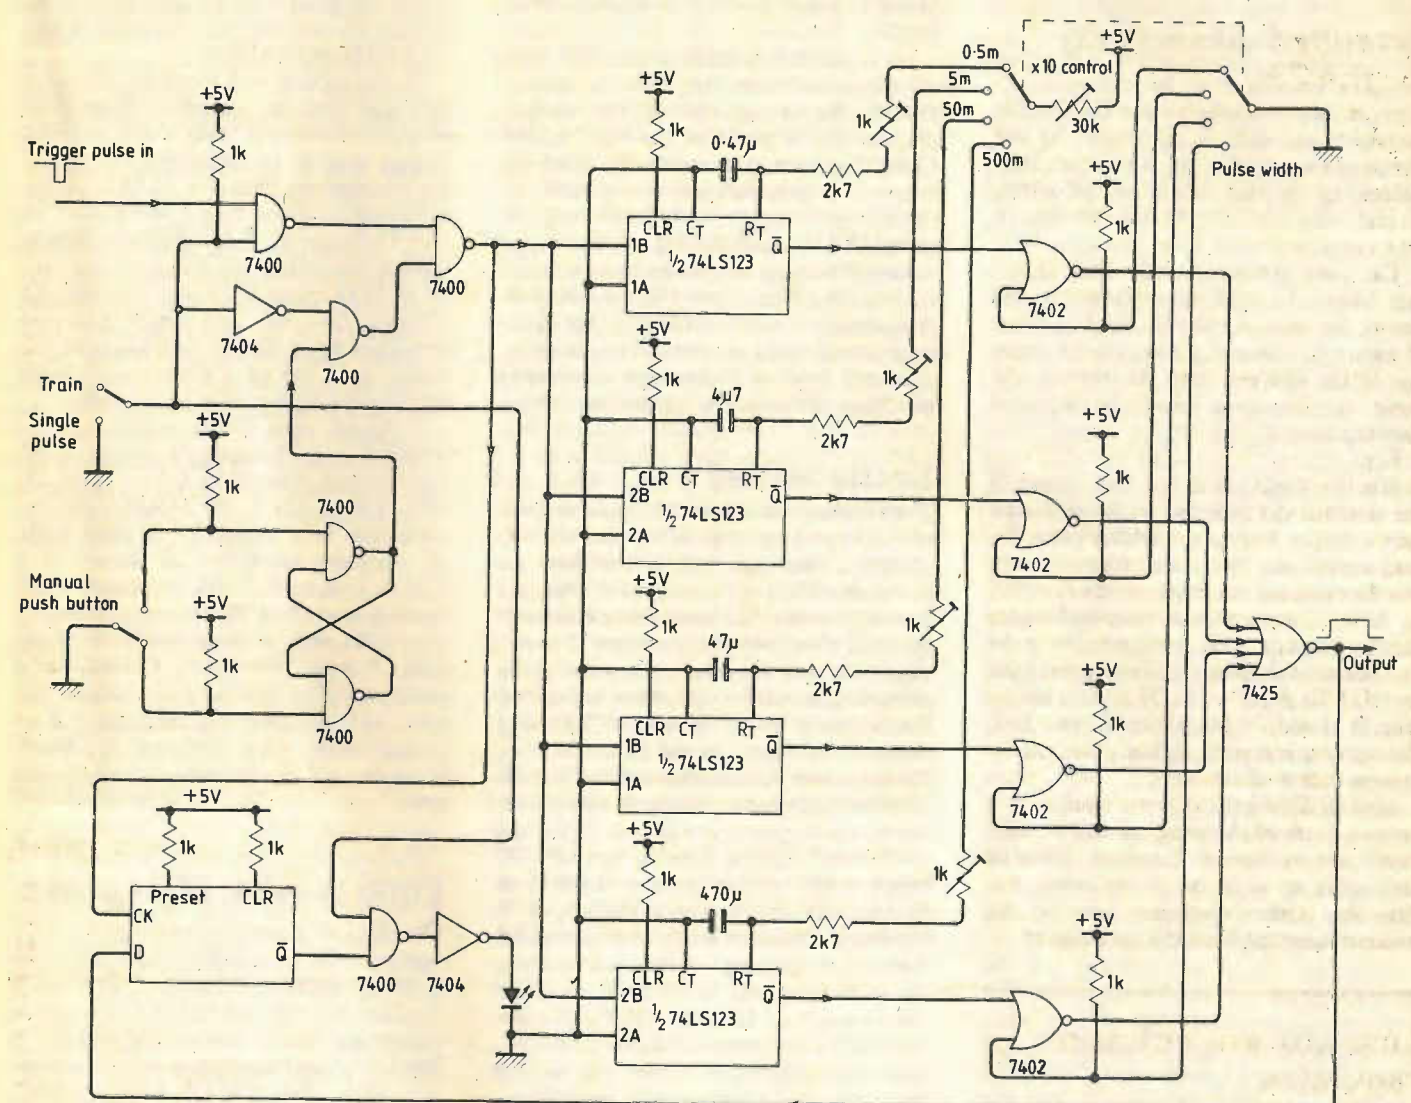 0·5m
5m
50m
500m
x10 control
+5V
30k
Pulse width
+5V
1k
Trigger pulse in
7400
7404
7400
7400
Train
Single
pulse
+5V
1k
7400
Manual
push button
+5V
1k
7400
+5V
1k
1k
Preset CLR
CK
D
Q̅
7400
7404
+5V
1k
0·47µ
2k7
1k
CLR CT RT Q̅
1B
1A
½ 74LS123
+5V
1k
4µ7
2k7
1k
CLR CT RT Q̅
2B
2A
½ 74LS123
+5V
1k
47µ
2k7
1k
CLR CT RT Q̅
1B
1A
½ 74LS123
+5V
1k
470µ
2k7
1k
CLR CT RT Q̅
2B
2A
½ 74LS123
+5V
1k
7402
+5V
1k
7402
+5V
1k
7402
+5V
1k
7402
7425
Output